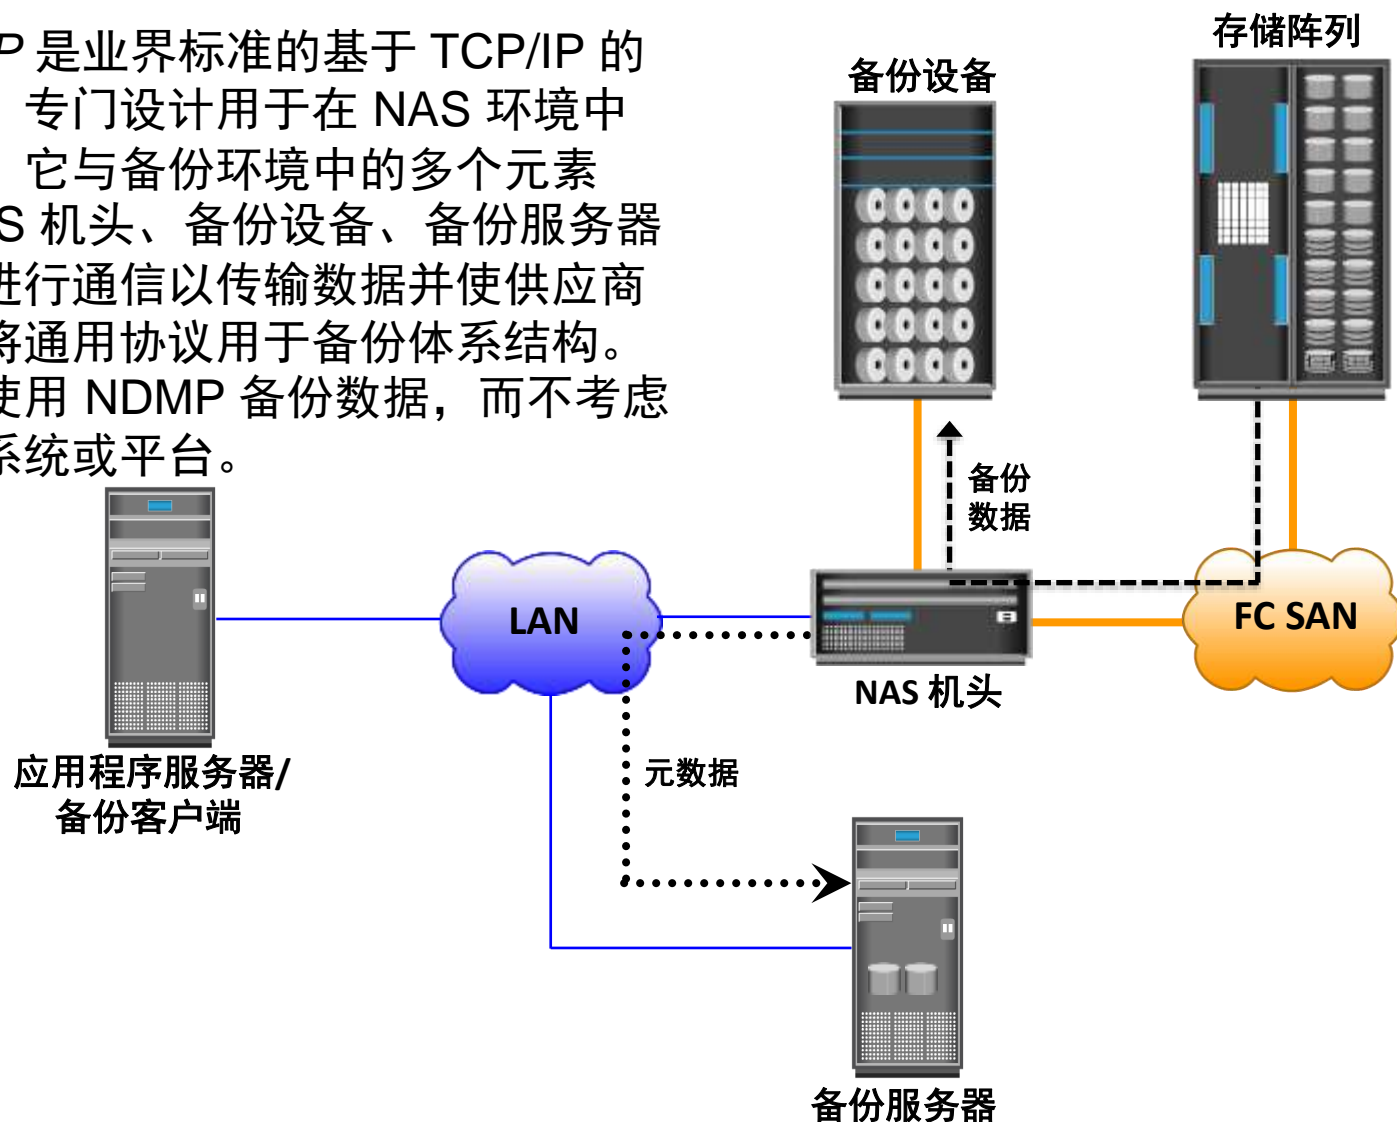 P 是业界标准的基于 TCP/IP 的
，专门设计用于在 NAS 环境中
，它与备份环境中的多个元素
S 机头、备份设备、备份服务器
进行通信以传输数据并使供应商
将通用协议用于备份体系结构。
使用 NDMP 备份数据，而不考虑
系统或平台。
备份设备
存储阵列
备份
数据
LAN
FC SAN
NAS 机头
应用程序服务器/
备份客户端
元数据
备份服务器